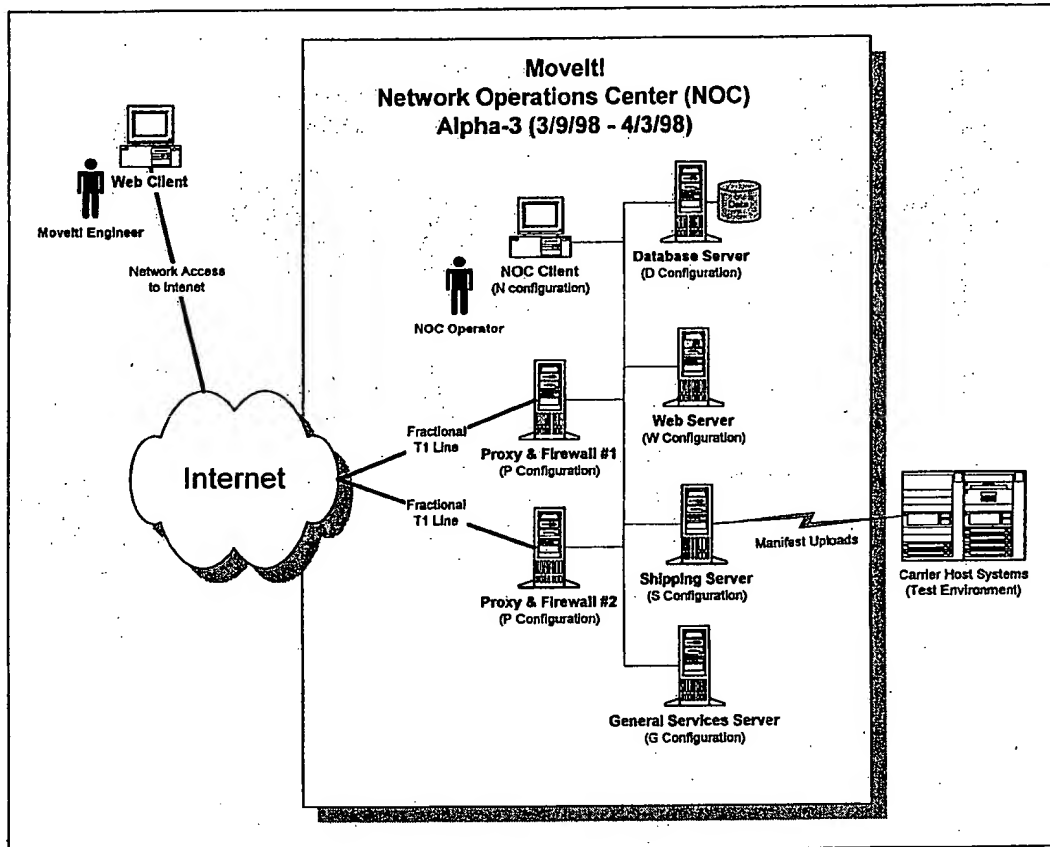 MoveIt!
Network Operations Center (NOC)
Alpha-3 (3/9/98 - 4/3/98)
Web Client
MoveIt! Engineer
Network Access
to Internet
Internet
Fractional
T1 Line
Fractional
T1 Line
NOC Client
(N configuration)
NOC Operator
Proxy & Firewall #1
(P Configuration)
Proxy & Firewall #2
(P Configuration)
Data
Database Server
(D Configuration)
Web Server
(W Configuration)
Shipping Server
(S Configuration)
Manifest Uploads
General Services Server
(G Configuration)
Carrier Host Systems
(Test Environment)